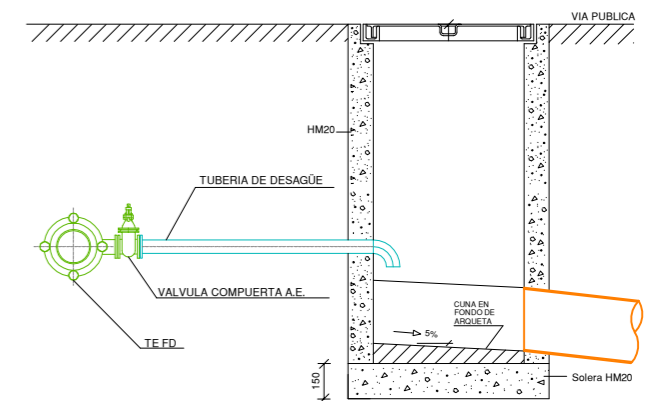 VIA PUBLICA
HM20
TUBERIA DE DESAGÜE
VALVULA COMPUERTA A.E.
TE FD
CUNA EN
FONDO DE
ARQUETA
5%
150
Solera HM20